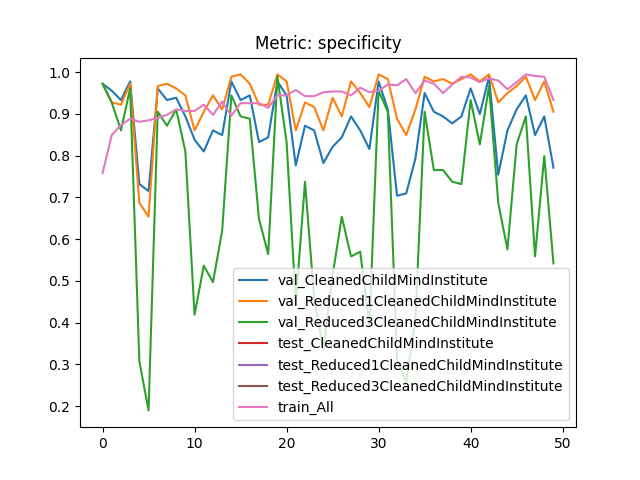 Metric: specificity
1.0
0.9
0.8
0.7
0.6
0.5
0.4
0.3
0.2
0
10
20
30
40
50
val_CleanedChildMindInstitute
val_Reduced1CleanedChildMindInstitute
val_Reduced3CleanedChildMindInstitute
test_CleanedChildMindInstitute
test_Reduced1CleanedChildMindInstitute
test_Reduced3CleanedChildMindInstitute
train_All